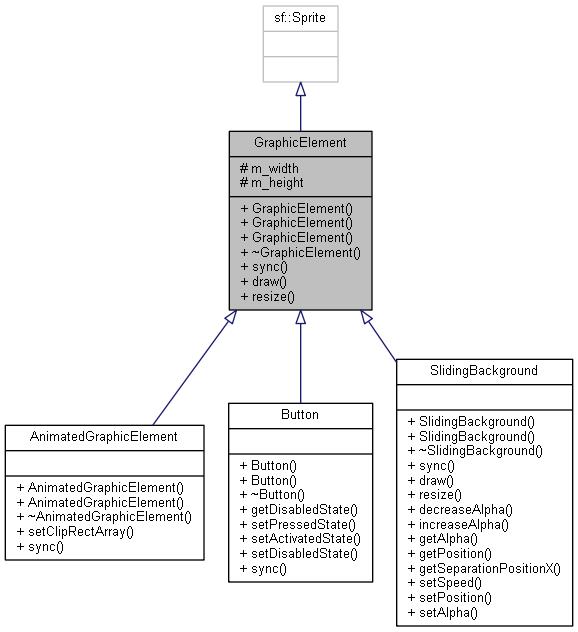 sf::Sprite
GraphicElement
# m_width
# m_height
+ GraphicElement()
+ GraphicElement()
+ GraphicElement()
+ ~GraphicElement()
+ sync()
+ draw()
+ resize()
AnimatedGraphicElement
+ AnimatedGraphicElement()
+ AnimatedGraphicElement()
+ ~AnimatedGraphicElement()
+ setClipRectArray()
+ sync()
Button
+ Button()
+ Button()
+ ~Button()
+ getDisabledState()
+ setPressedState()
+ setActivatedState()
+ setDisabledState()
+ sync()
SlidingBackground
+ SlidingBackground()
+ SlidingBackground()
+ ~SlidingBackground()
+ sync()
+ draw()
+ resize()
+ decreaseAlpha()
+ increaseAlpha()
+ getAlpha()
+ getPosition()
+ getSeparationPositionX()
+ setSpeed()
+ setPosition()
+ setAlpha()